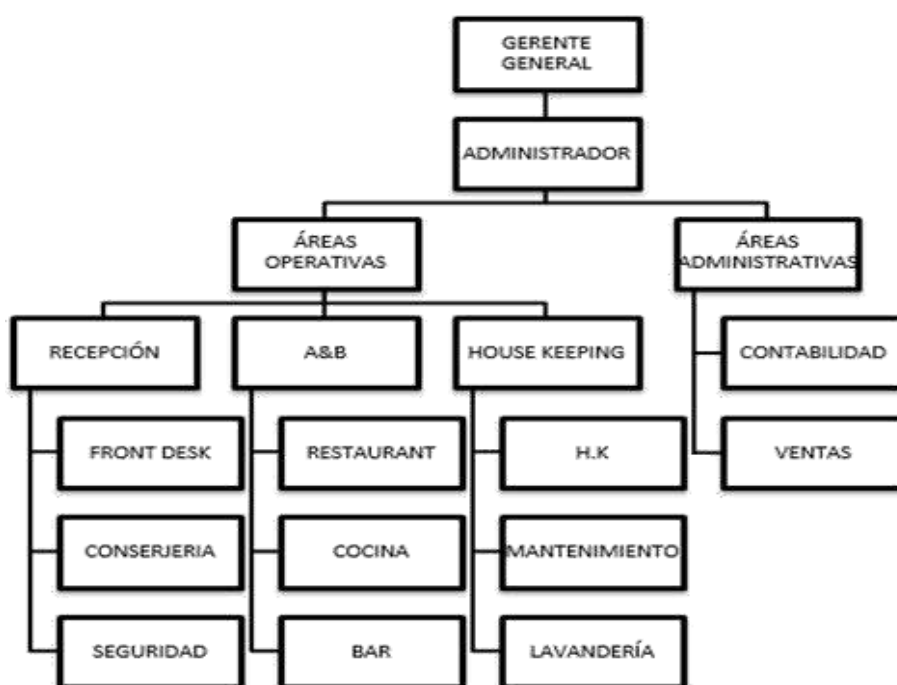 GERENTE
GENERAL
ADMINISTRADOR
ÁREAS
OPERATIVAS
ÁREAS
ADMINISTRATIVAS
RECEPCIÓN
A&B
HOUSE KEEPING
CONTABILIDAD
FRONT DESK
RESTAURANT
H.K
VENTAS
CONSERJERIA
COCINA
MANTENIMIENTO
SEGURIDAD
BAR
LAVANDERÍA